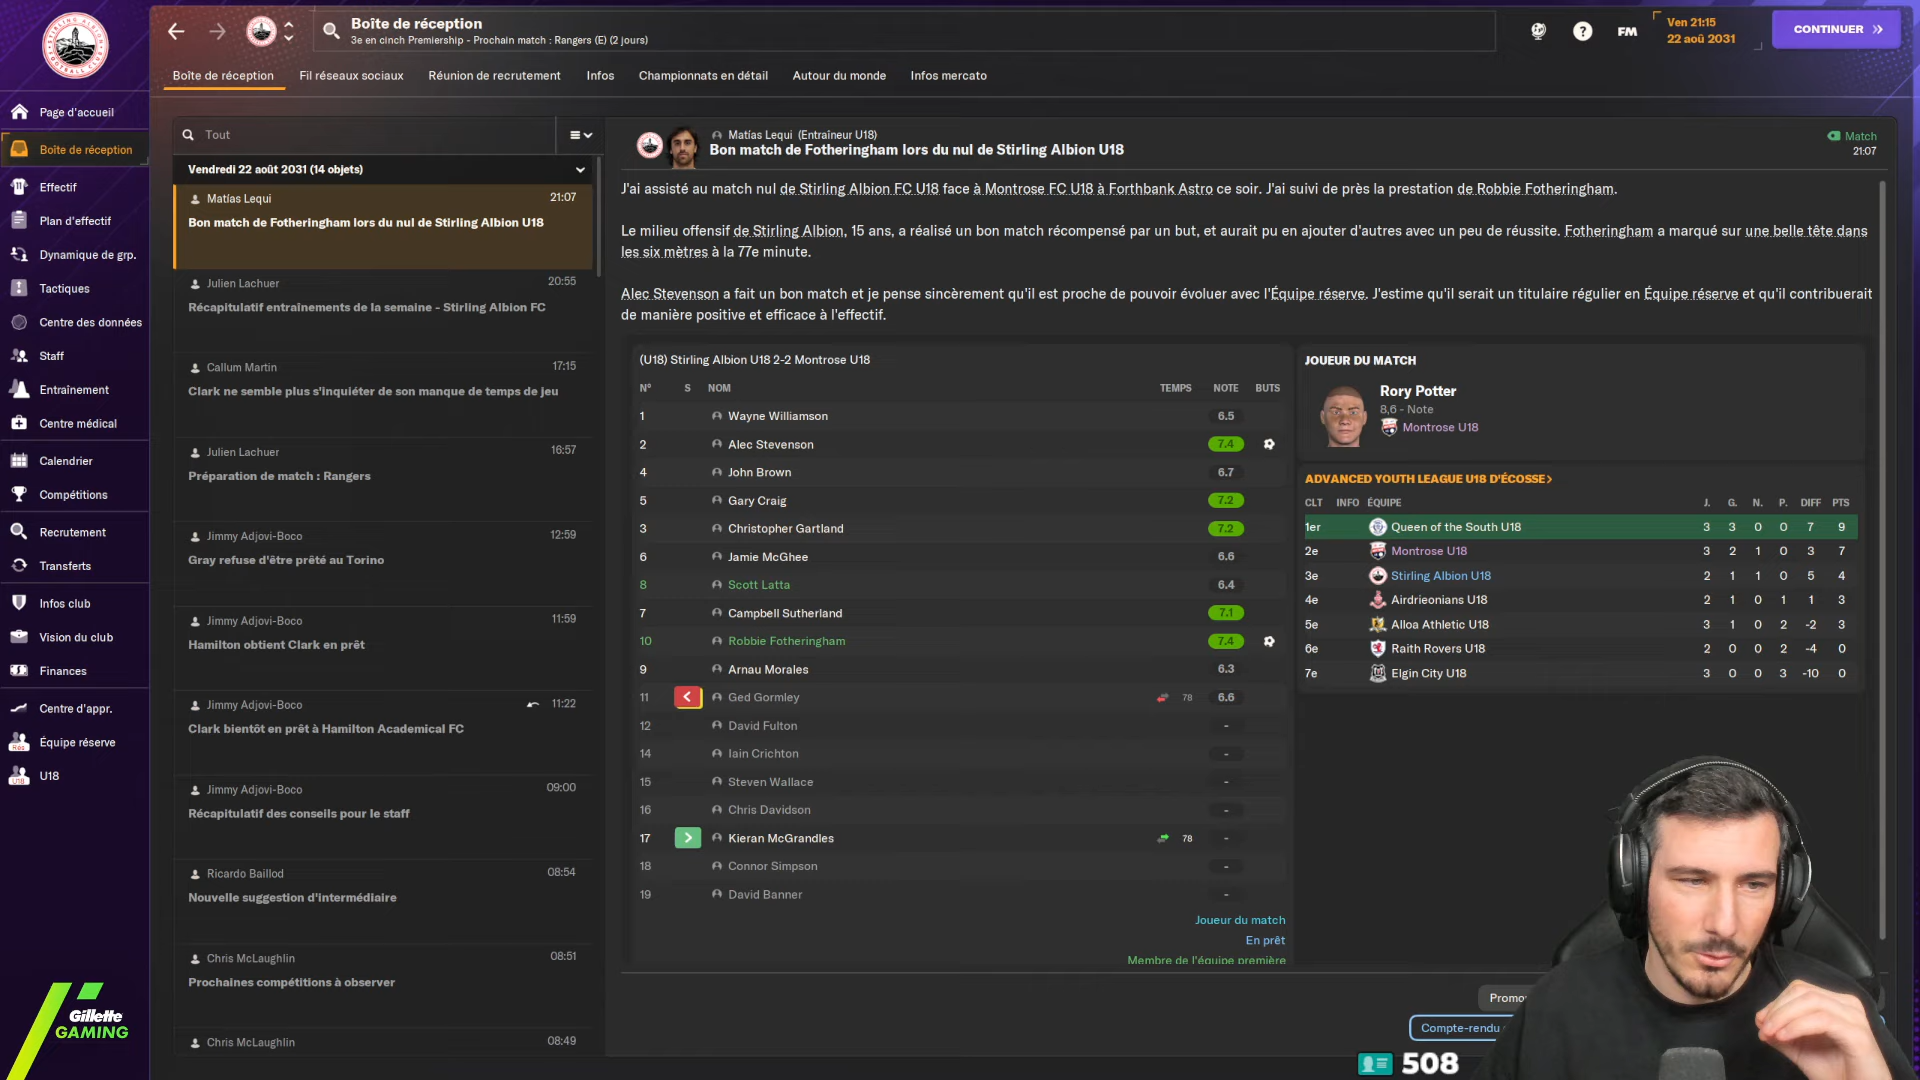 Boîte de réception
3e en cinch Premiership - Prochain match : Rangers (E) (2 jours)
FM
Ven 21:15
22 aoû 2031
CONTINUER
Boîte de réception
Fil réseaux sociaux
Réunion de recrutement
Infos
Championnats en détail
Autour du monde
Infos mercato
Page d'accueil
Boîte de réception
Effectif
Plan d'effectif
Dynamique de grp.
Tactiques
Centre des données
Staff
Entraînement
Centre médical
Calendrier
Compétitions
Recrutement
Transferts
Infos club
Vision du club
Finances
Centre d'appr.
Équipe réserve
U18
Gillette
GAMING
Tout
Vendredi 22 août 2031 (14 objets)
Matías Lequi 21:07
Bon match de Fotheringham lors du nul de Stirling Albion U18
Julien Lachuer 20:55
Récapitulatif entraînements de la semaine - Stirling Albion FC
Callum Martin 17:15
Clark ne semble plus s'inquiéter de son manque de temps de jeu
Julien Lachuer 16:57
Préparation de match : Rangers
Jimmy Adjovi-Boco 12:59
Gray refuse d'être prêté au Torino
Jimmy Adjovi-Boco 11:59
Hamilton obtient Clark en prêt
Jimmy Adjovi-Boco 11:22
Clark bientôt en prêt à Hamilton Academical FC
Jimmy Adjovi-Boco 09:00
Récapitulatif des conseils pour le staff
Ricardo Baillod 08:54
Nouvelle suggestion d'intermédiaire
Chris McLaughlin 08:51
Prochaines compétitions à observer
Chris McLaughlin 08:49
Matías Lequi (Entraîneur U18)
Bon match de Fotheringham lors du nul de Stirling Albion U18
Match
21:07
J'ai assisté au match nul de Stirling Albion FC U18 face à Montrose FC U18 à Forthbank Astro ce soir. J'ai suivi de près la prestation de Robbie Fotheringham.
Le milieu offensif de Stirling Albion, 15 ans, a réalisé un bon match récompensé par un but, et aurait pu en ajouter d'autres avec un peu de réussite. Fotheringham a marqué sur une belle tête dans
les six mètres à la 77e minute.
Alec Stevenson a fait un bon match et je pense sincèrement qu'il est proche de pouvoir évoluer avec l'Équipe réserve. J'estime qu'il serait un titulaire régulier en Équipe réserve et qu'il contribuerait
de manière positive et efficace à l'effectif.
(U18) Stirling Albion U18 2-2 Montrose U18
N° S NOM TEMPS NOTE BUTS
1 Wayne Williamson 6.5
2 Alec Stevenson 7.4
4 John Brown 6.7
5 Gary Craig 7.2
3 Christopher Gartland 7.2
6 Jamie McGhee 6.6
8 Scott Latta 6.4
7 Campbell Sutherland 7.1
10 Robbie Fotheringham 7.4
9 Arnau Morales 6.3
11 Ged Gormley 78 6.6
12 David Fulton -
14 Iain Crichton -
15 Steven Wallace -
16 Chris Davidson -
17 Kieran McGrandles 78 -
18 Connor Simpson -
19 David Banner -
Joueur du match
En prêt
Membre de l'équipe première
JOUEUR DU MATCH
Rory Potter
8,6 - Note
Montrose U18
ADVANCED YOUTH LEAGUE U18 D'ÉCOSSE>
CLT INFO ÉQUIPE J. G. N. P. DIFF PTS
1er Queen of the South U18 3 3 0 0 7 9
2e Montrose U18 3 2 1 0 3 7
3e Stirling Albion U18 2 1 1 0 5 4
4e Airdrieonians U18 2 1 0 1 1 3
5e Alloa Athletic U18 3 1 0 2 -2 3
6e Raith Rovers U18 2 0 0 2 -4 0
7e Elgin City U18 3 0 0 3 -10 0
Promo
Compte-rendu
508